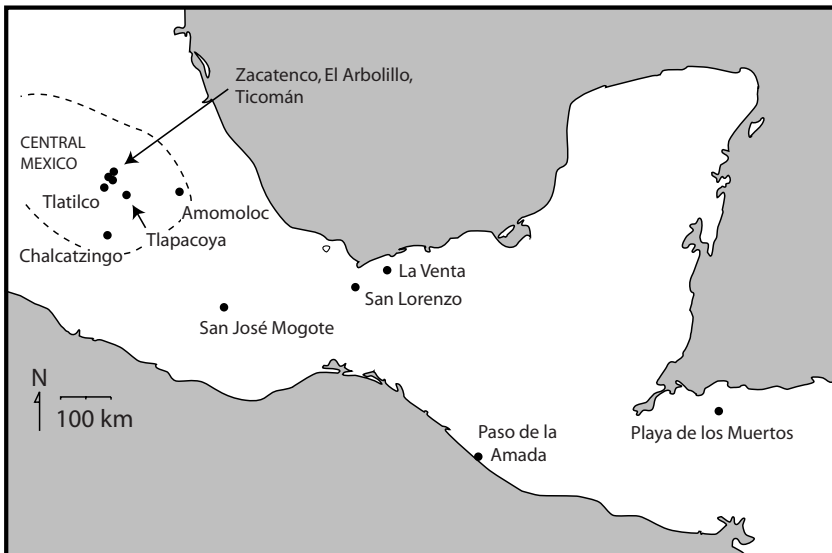 Zacatenco, El Arbolillo,
Ticomán
CENTRAL
MEXICO
Tlatilco
Amomoloc
Tlapacoya
Chalcatzingo
La Venta
San Lorenzo
San José Mogote
N
100 km
Paso de la
Amada
Playa de los Muertos